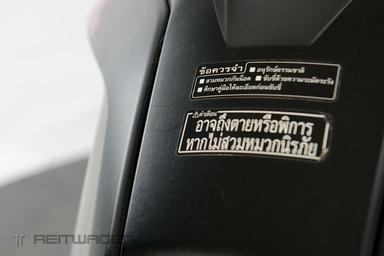 ข้อควรจำ
■ อนุรักษ์ธรรมชาติ
■ สวมหมวกกันน็อค ■ ขับขี่ด้วยความระมัดระวัง
■ ศึกษาคู่มือให้ละเอียดก่อนขับขี่
⚠คำเตือน
อาจถึงตายหรือพิการ
หากไม่สวมหมวกนิรภัย
REITWAGEN